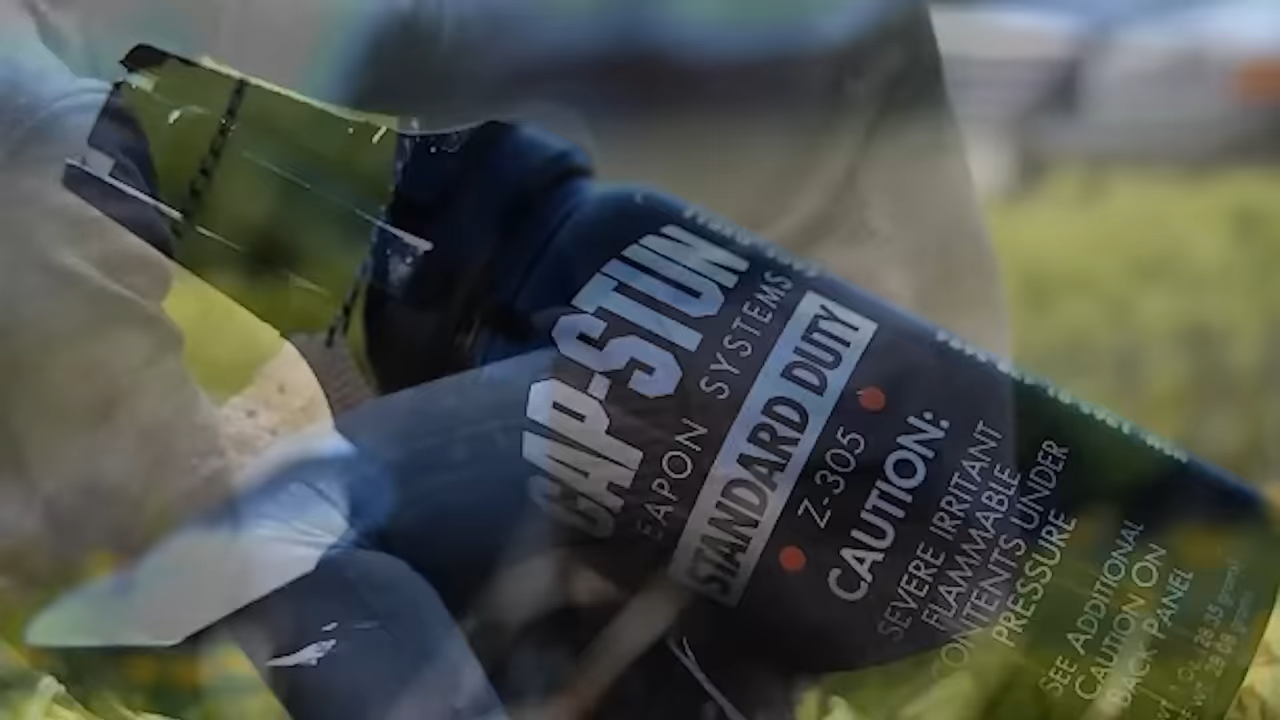 CAP-STUN
WEAPON SYSTEMS
STANDARD DUTY
Z-305
CAUTION:
SEVERE IRRITANT
FLAMMABLE
CONTENTS UNDER
PRESSURE
SEE ADDITIONAL
CAUTION ON
BACK PANEL